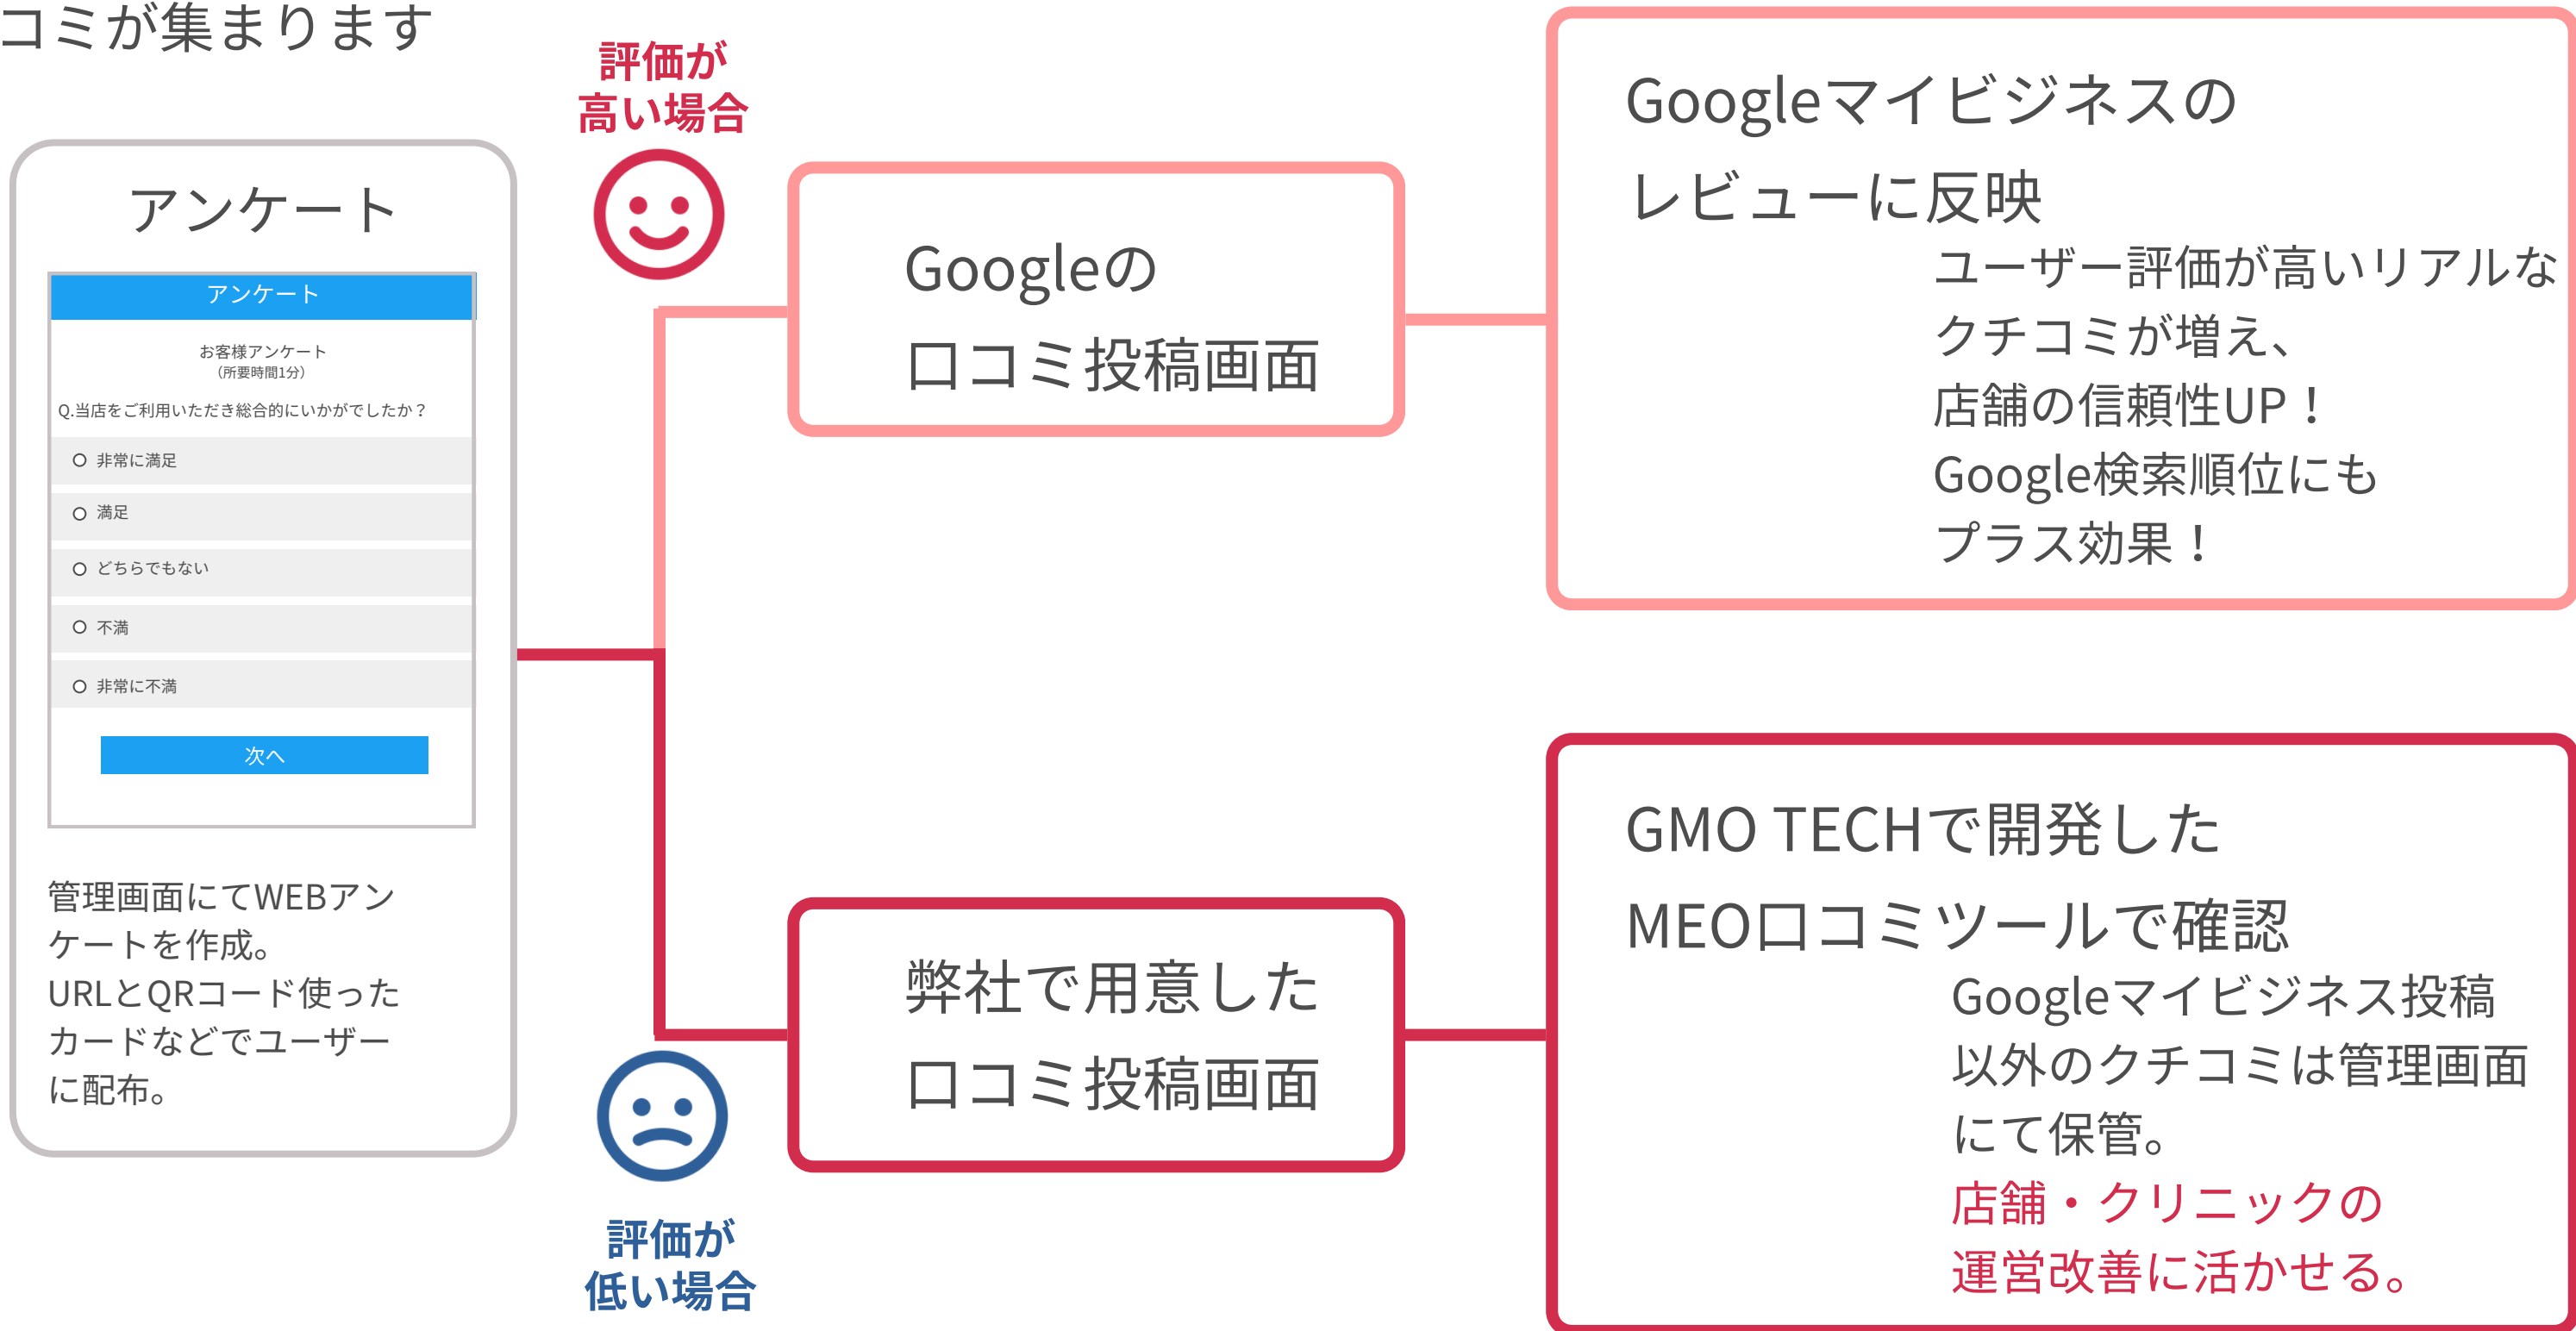 コミが集まります
アンケート
アンケート
お客様アンケート
（所要時間1分）
Q.当店をご利用いただき総合的にいかがでしたか？
非常に満足
満足
どちらでもない
不満
非常に不満
次へ
管理画面にてWEBアン
ケートを作成。
URLとQRコード使った
カードなどでユーザー
に配布。
評価が
高い場合
Googleの
口コミ投稿画面
Googleマイビジネスの
レビューに反映
ユーザー評価が高いリアルな
クチコミが増え、
店舗の信頼性UP！
Google検索順位にも
プラス効果！
評価が
低い場合
弊社で用意した
口コミ投稿画面
GMO TECHで開発した
MEO口コミツールで確認
Googleマイビジネス投稿
以外のクチコミは管理画面
にて保管。
店舗・クリニックの
運営改善に活かせる。